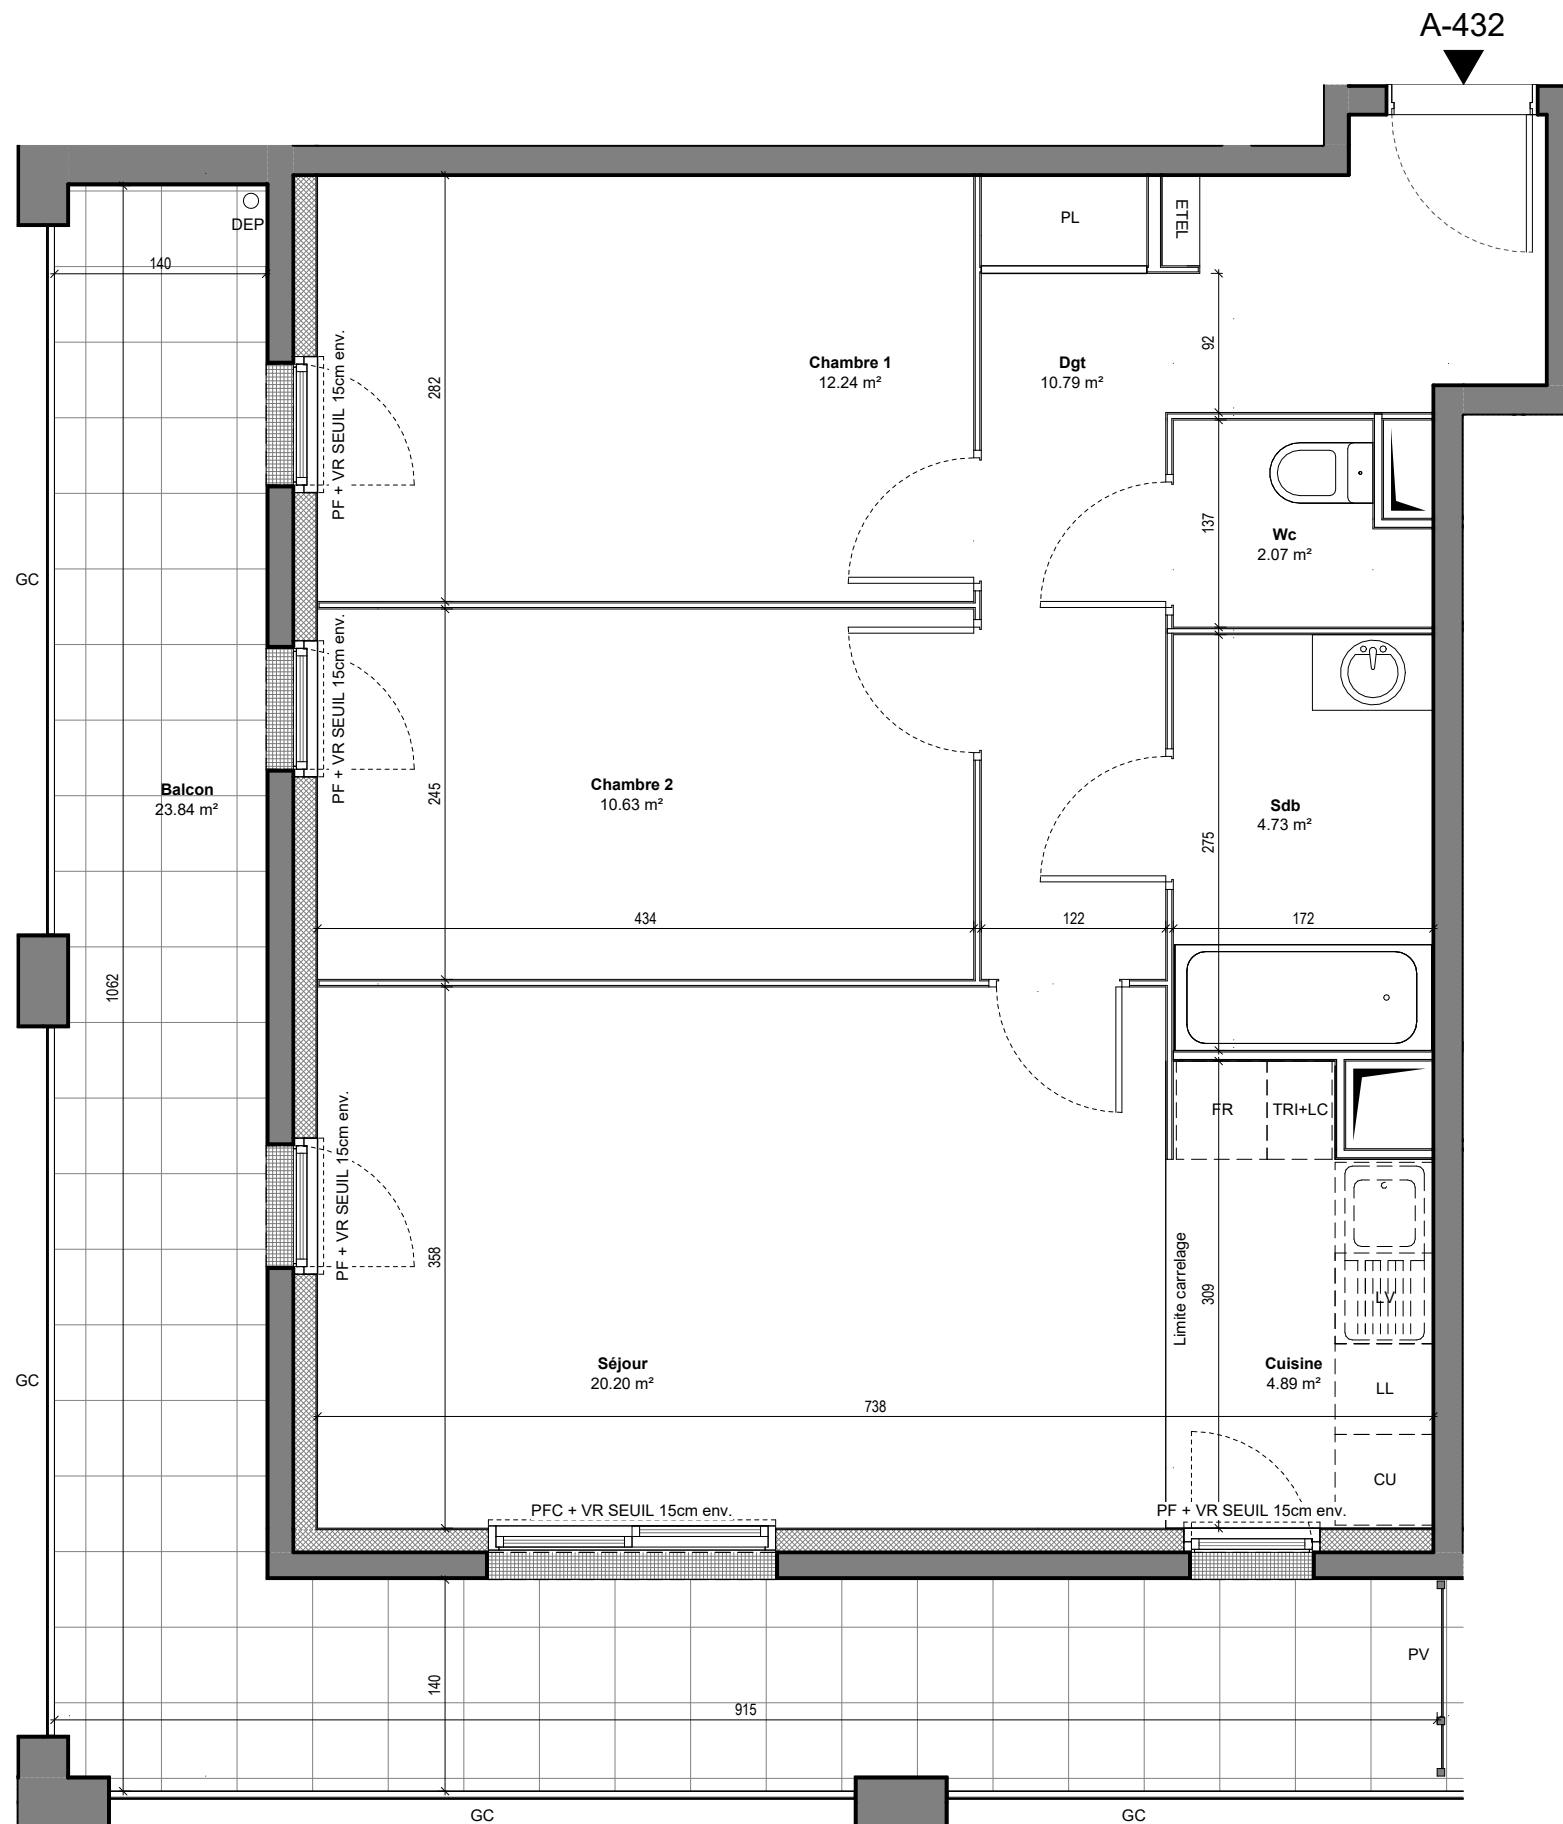 A-432
DEP
PL
ETEL
140
92
PF + VR SEUIL 15cm env.
Chambre 1
12.24 m²
Dgt
10.79 m²
282
137
Wc
2.07 m²
GC
PF + VR SEUIL 15cm env.
Balcon
23.84 m²
Chambre 2
10.63 m²
245
Sdb
4.73 m²
275
434
122
172
1062
FR
TRI+LC
PF + VR SEUIL 15cm env.
358
Limite carrelage
309
LV
Séjour
20.20 m²
Cuisine
4.89 m²
GC
LL
738
CU
PFC + VR SEUIL 15cm env.
PF + VR SEUIL 15cm env.
PV
140
915
GC
GC